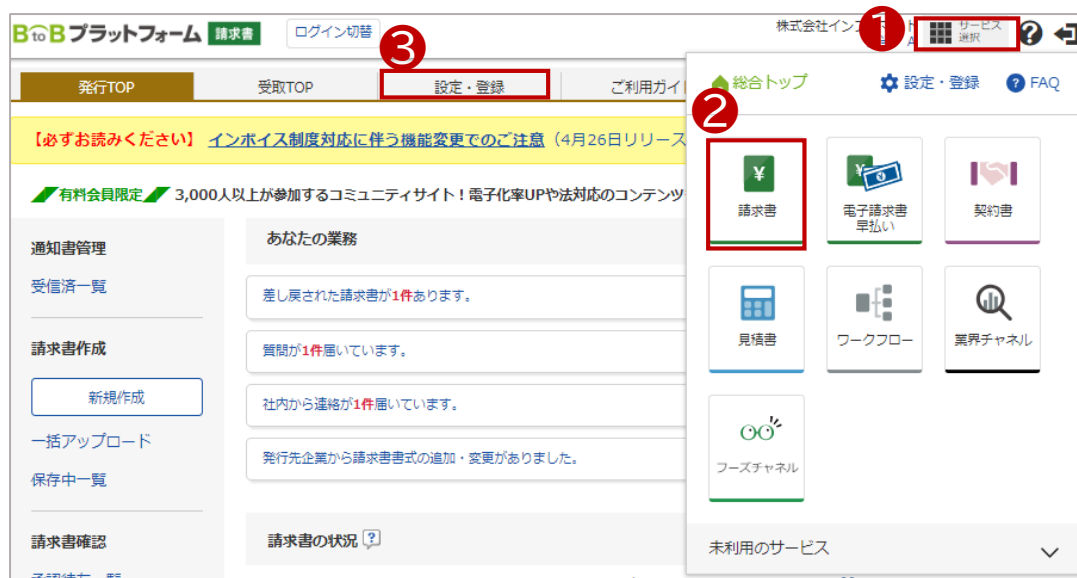 BtoBプラットフォーム 請求書
ログイン切替
株式会社イン
1
サービス
選択
3
発行TOP
受取TOP
設定・登録
ご利用ガイ
総合トップ
設定・登録
FAQ
2
【必ずお読みください】 インボイス制度対応に伴う機能変更でのご注意（4月26日リリース
有料会員限定 3,000人以上が参加するコミュニティサイト！電子化率UPや法対応のコンテンツ
通知書管理
受信済一覧
請求書作成
新規作成
一括アップロード
保存中一覧
請求書確認
あなたの業務
差し戻された請求書が1件あります。
質問が1件届いています。
社内から連絡が1件届いています。
発行先企業から請求書書式の追加・変更がありました。
請求書の状況
請求書
電子請求書
早払い
契約書
見積書
ワークフロー
業界チャネル
フーズチャネル
未利用のサービス